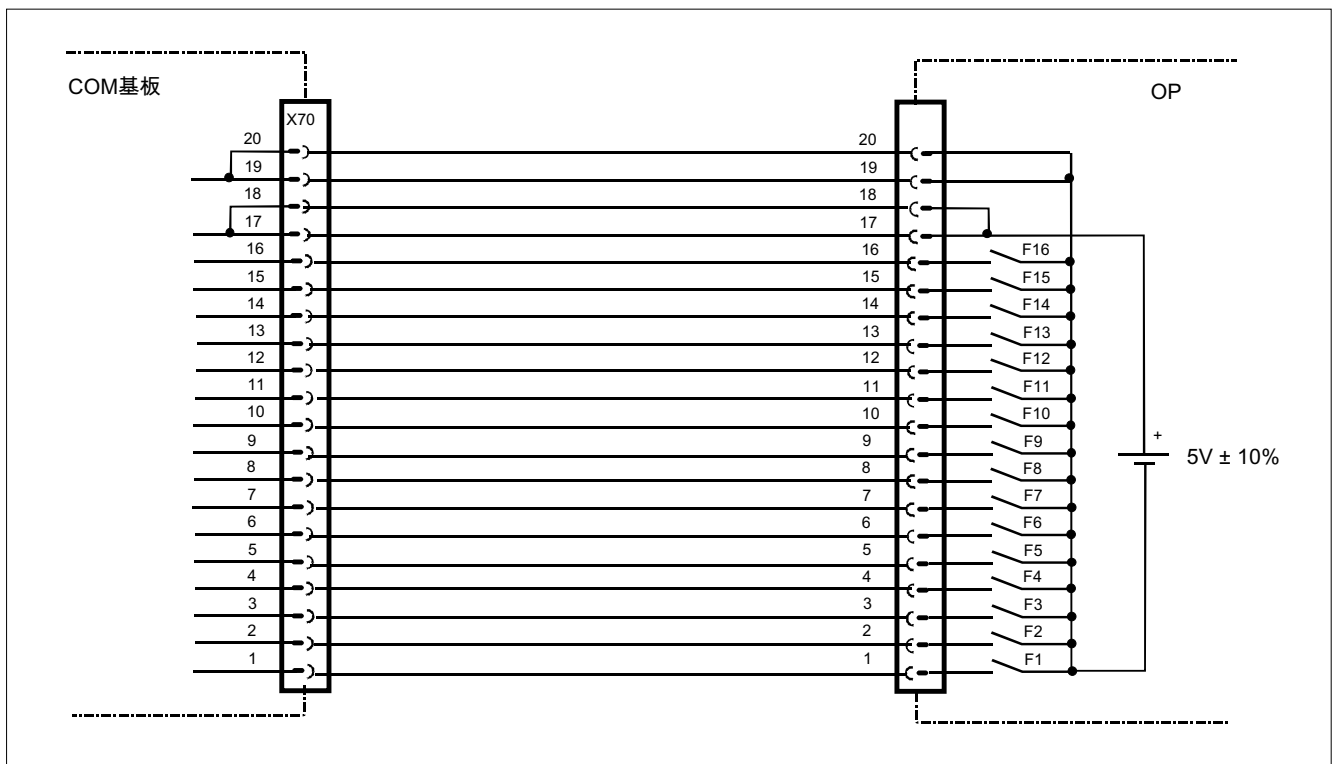 COM基板
OP
X70
20 20
19 19
18 18
17 17
16 16 F16
15 15 F15
14 14 F14
13 13 F13
12 12 F12
11 11 F11
10 10 F10
9 9 F9
8 8 F8
7 7 F7
6 6 F6
5 5 F5
4 4 F4
3 3 F3
2 2 F2
1 1 F1
+
5V ± 10%